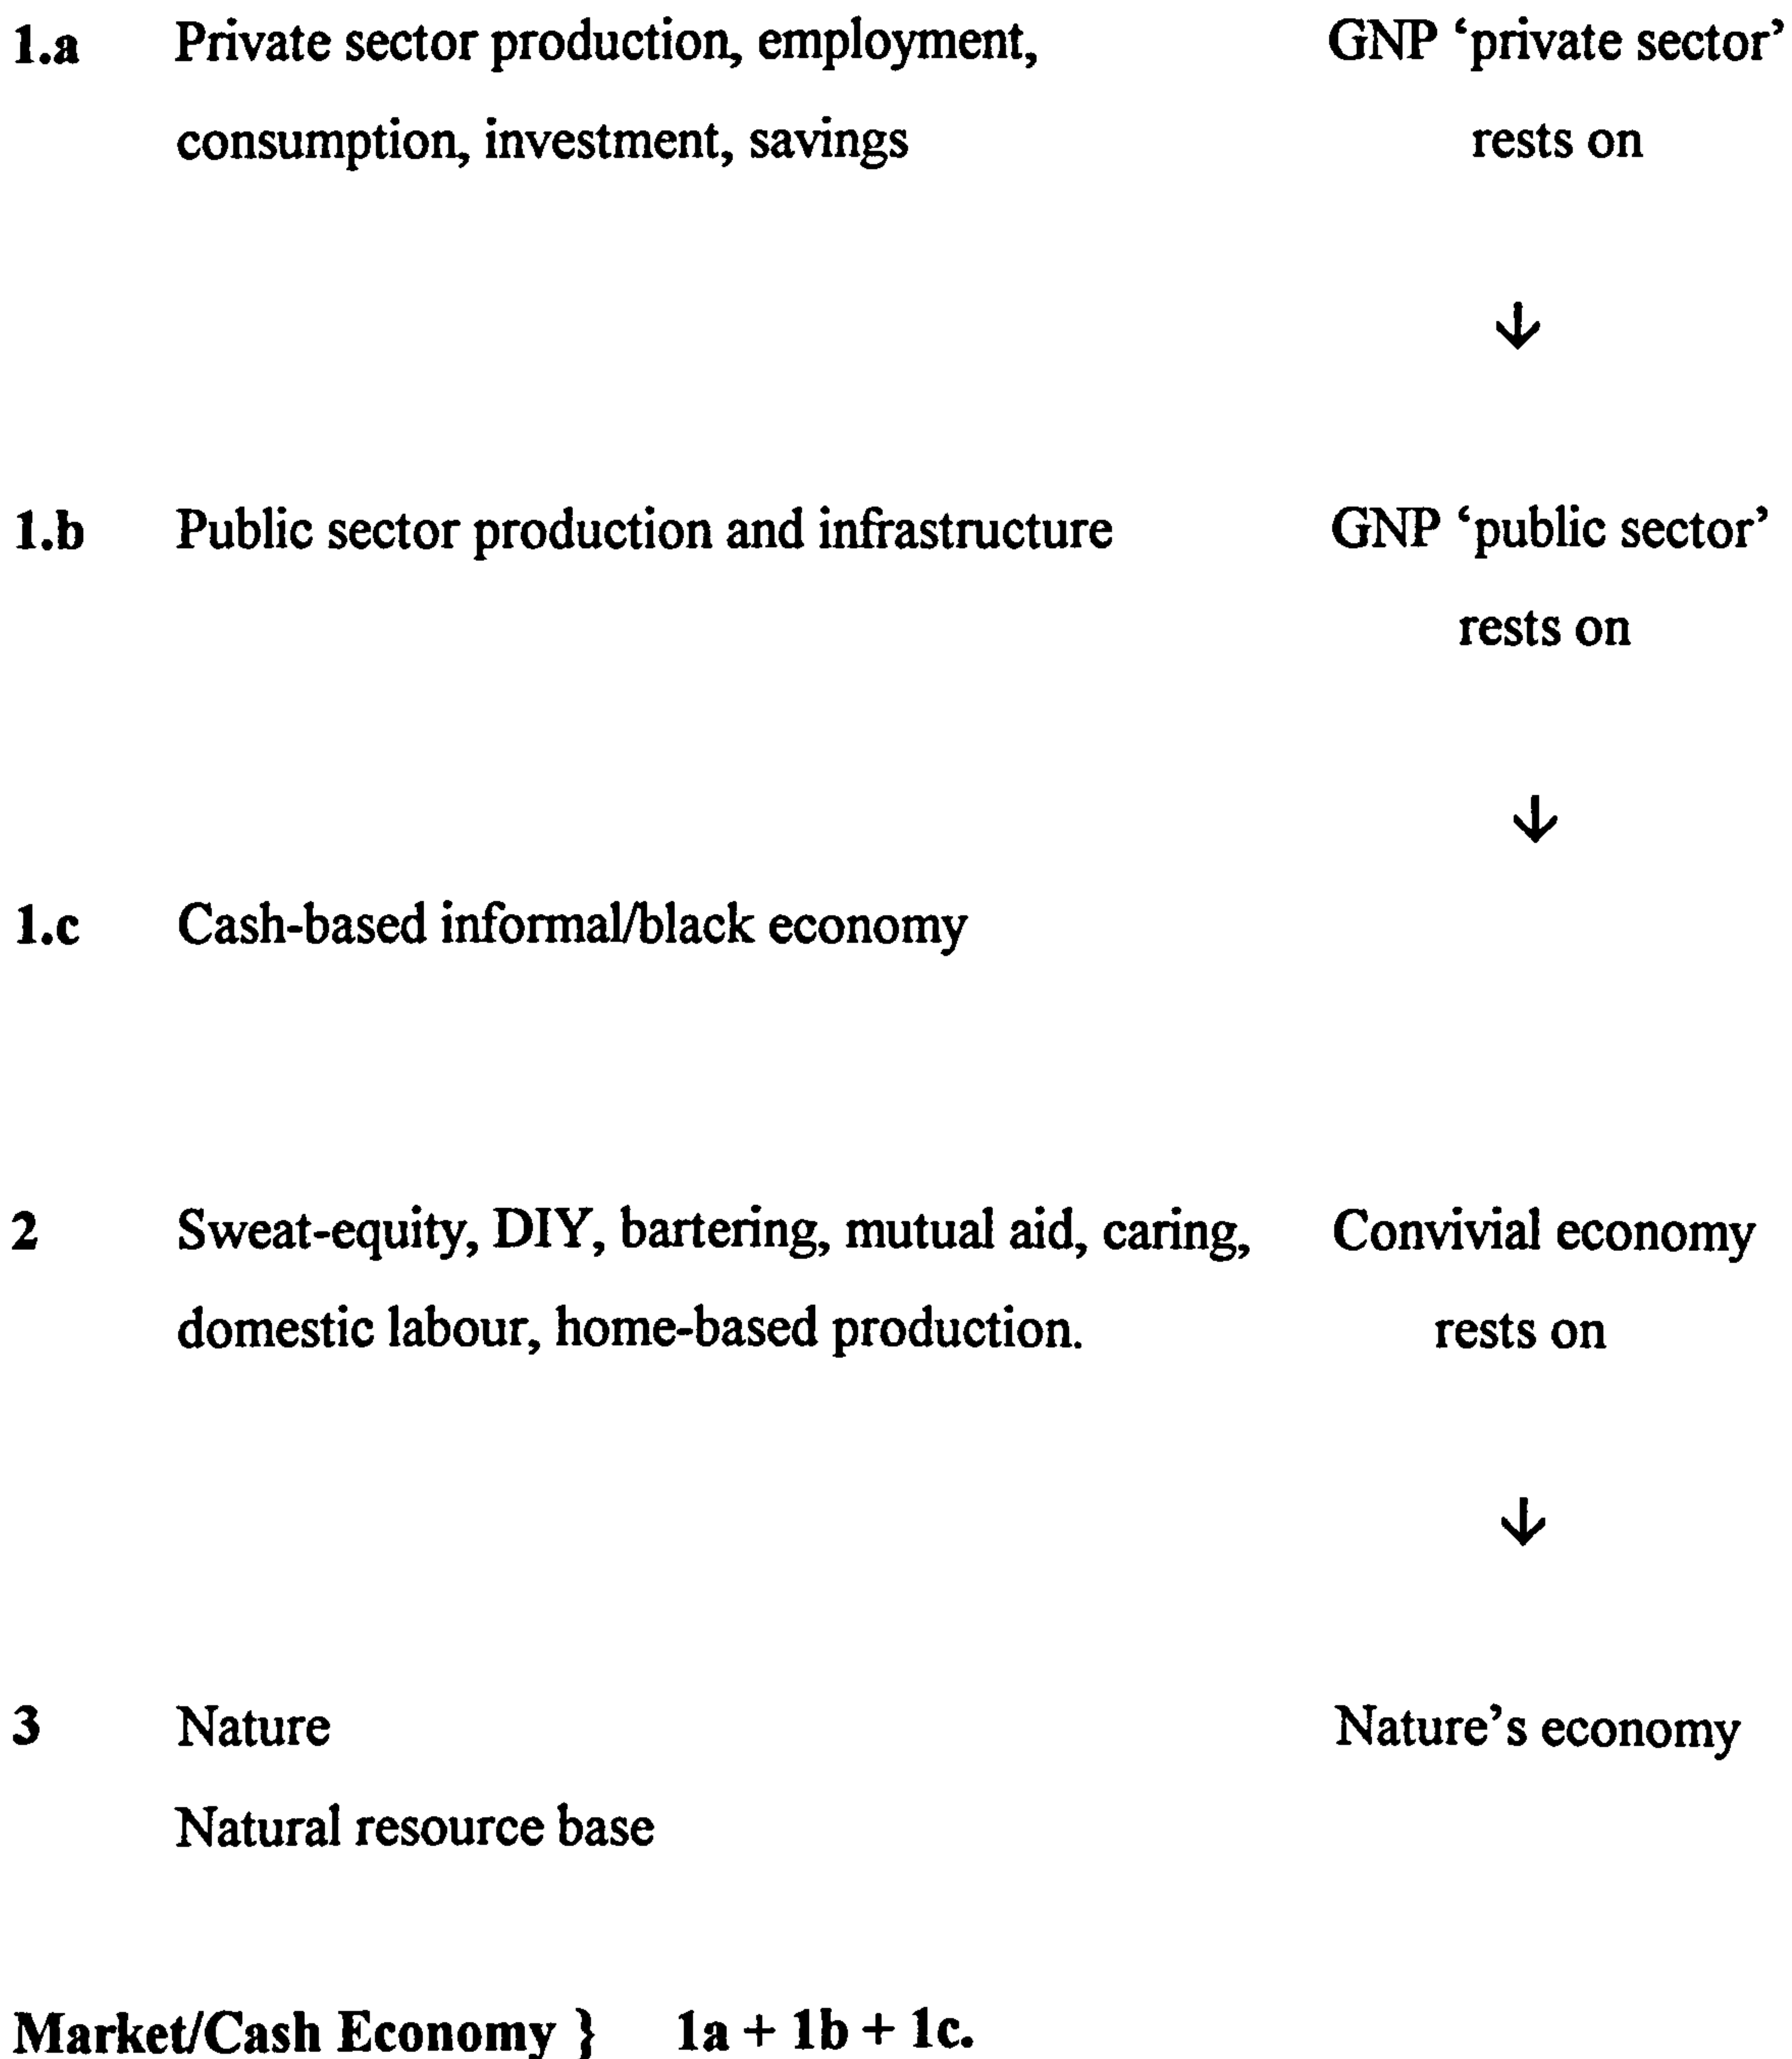 1.a Private sector production, employment, GNP ‘private sector’
consumption, investment, savings rests on
↓
1.b Public sector production and infrastructure GNP ‘public sector’
rests on
↓
1.c Cash-based informal/black economy
2 Sweat-equity, DIY, bartering, mutual aid, caring, Convivial economy
domestic labour, home-based production. rests on
↓
3 Nature Nature’s economy
Natural resource base
Market/Cash Economy } 1a + 1b + 1c.